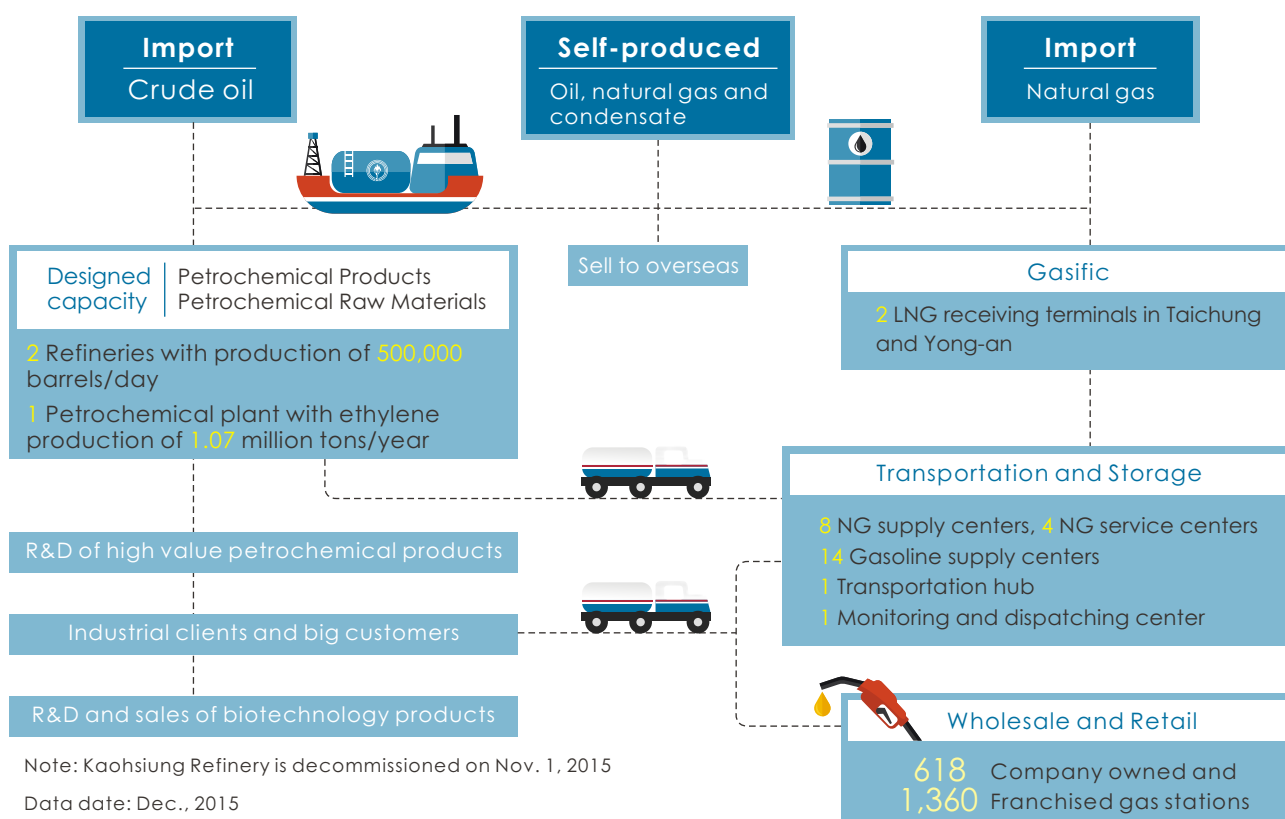 Import
Crude oil
Self-produced
Oil, natural gas and
condensate
Import
Natural gas
Designed
capacity
Petrochemical Products
Petrochemical Raw Materials
2 Refineries with production of 500,000
barrels/day
1 Petrochemical plant with ethylene
production of 1.07 million tons/year
Sell to overseas
Gasific
2 LNG receiving terminals in Taichung
and Yong-an
Transportation and Storage
8 NG supply centers, 4 NG service centers
14 Gasoline supply centers
1 Transportation hub
1 Monitoring and dispatching center
R&D of high value petrochemical products
Industrial clients and big customers
R&D and sales of biotechnology products
Wholesale and Retail
618 Company owned and
1,360 Franchised gas stations
Note: Kaohsiung Refinery is decommissioned on Nov. 1, 2015
Data date: Dec., 2015